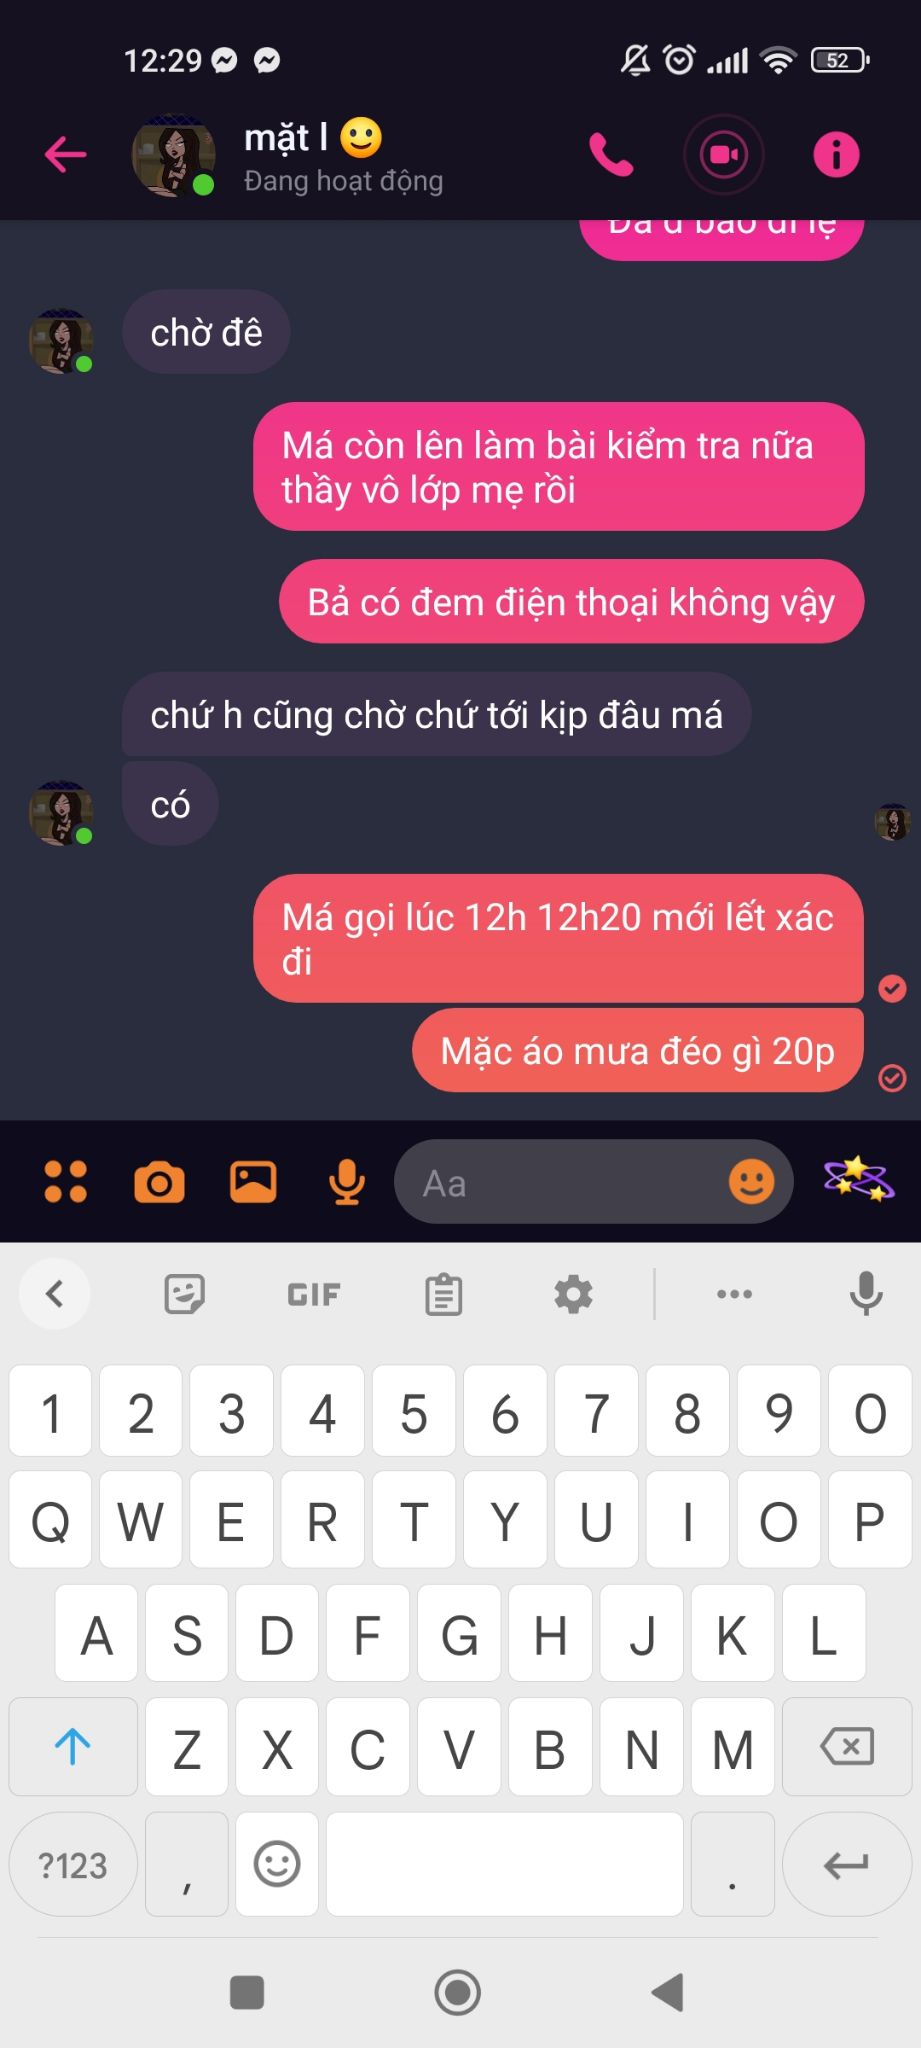 12:29
52
mặt l 🙂
Đang hoạt động
chờ đê
Má còn lên làm bài kiểm tra nữa
thầy vô lớp mẹ rồi
Bả có đem điện thoại không vậy
chứ h cũng chờ chứ tới kịp đâu má
có
Má gọi lúc 12h 12h20 mới lết xác
đi
Mặc áo mưa đéo gì 20p
Aa
GIF
1 2 3 4 5 6 7 8 9 0
Q W E R T Y U I O P
A S D F G H J K L
Z X C V B N M
?123 , .